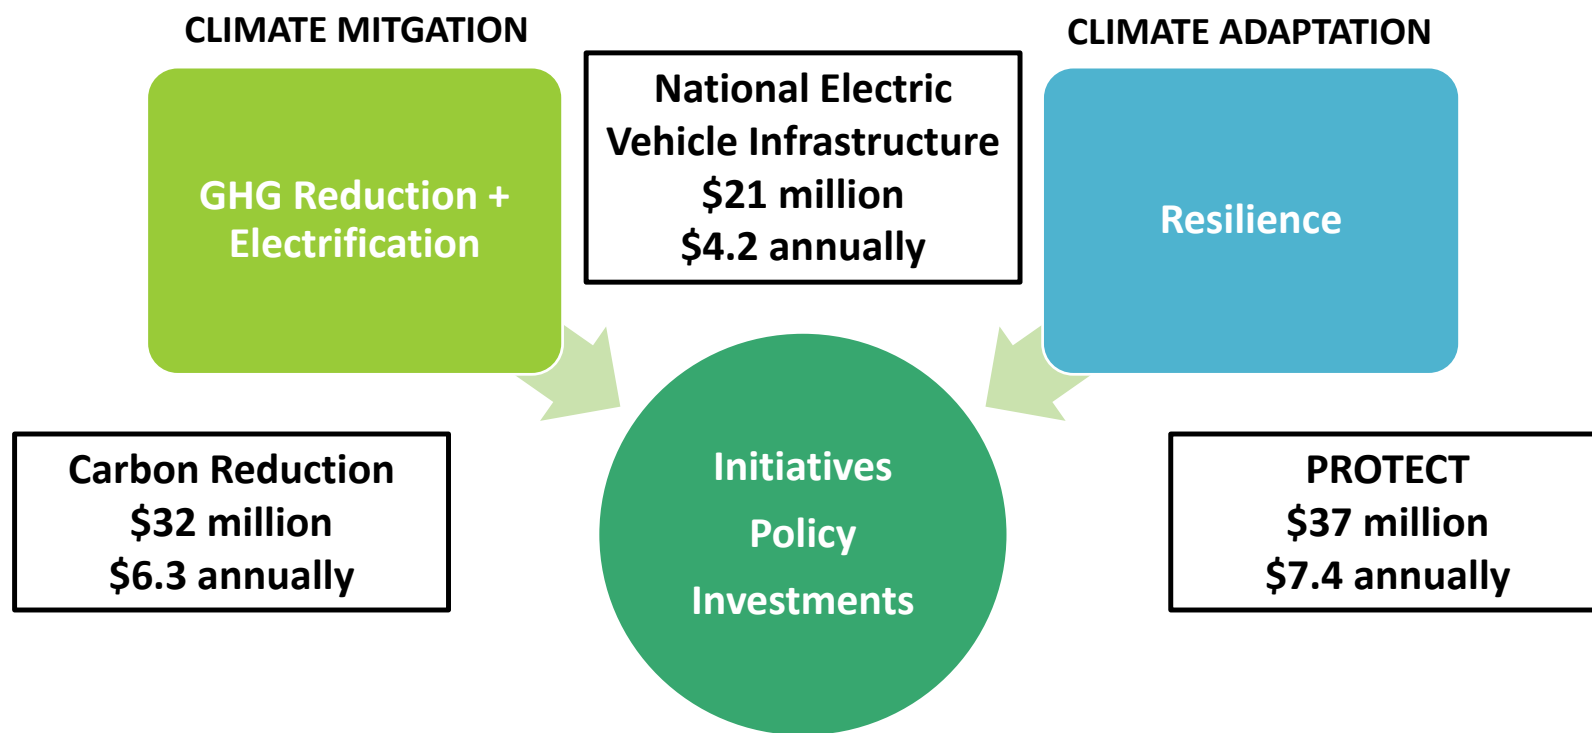 CLIMATE MITGATION
GHG Reduction +
Electrification
National Electric
Vehicle Infrastructure
$21 million
$4.2 annually
CLIMATE ADAPTATION
Resilience
Carbon Reduction
$32 million
$6.3 annually
Initiatives
Policy
Investments
PROTECT
$37 million
$7.4 annually